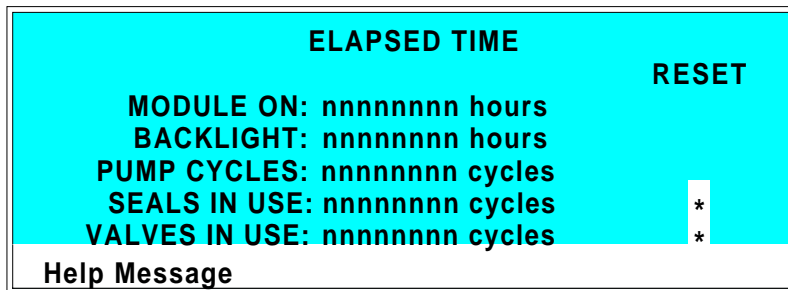 ELAPSED TIME
RESET
MODULE ON: nnnnnnnn hours
BACKLIGHT: nnnnnnnn hours
PUMP CYCLES: nnnnnnnn cycles
SEALS IN USE: nnnnnnnn cycles *
VALVES IN USE: nnnnnnnn cycles *
Help Message